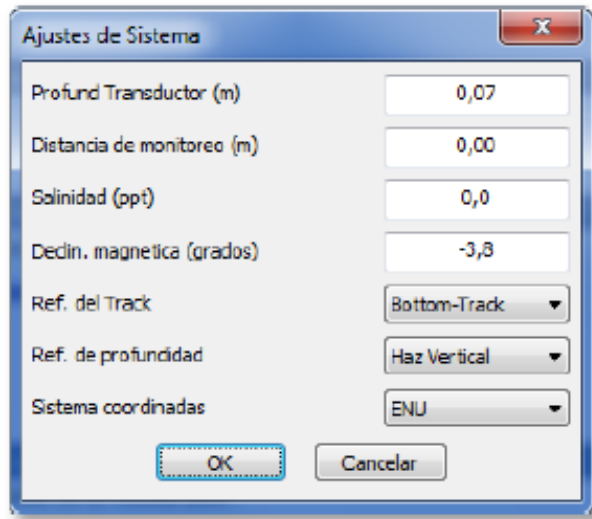 Ajustes de Sistema
Profund Transductor (m) 0,07
Distancia de monitoreo (m) 0,00
Salinidad (ppt) 0,0
Declin. magnetica (grados) -3,8
Ref. del Track Bottom-Track
Ref. de profundidad Haz Vertical
Sistema coordinadas ENU
OK Cancelar